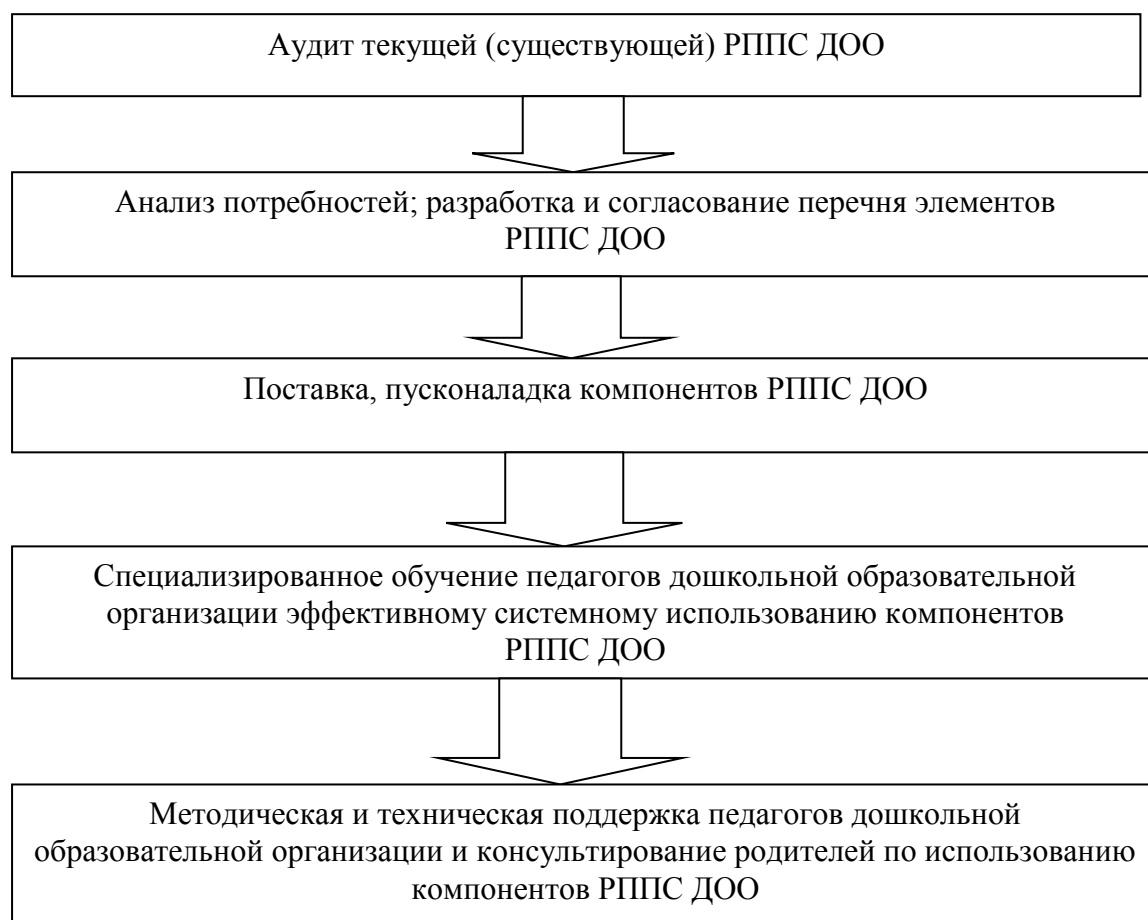 Аудит текущей (существующей) РППС ДОО
Анализ потребностей; разработка и согласование перечня элементов
РППС ДОО
Поставка, пусконаладка компонентов РППС ДОО
Специализированное обучение педагогов дошкольной образовательной
организации эффективному системному использованию компонентов
РППС ДОО
Методическая и техническая поддержка педагогов дошкольной
образовательной организации и консультирование родителей по использованию
компонентов РППС ДОО